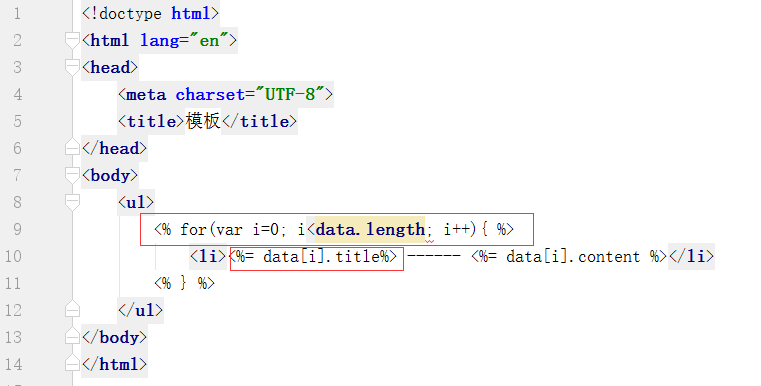 1 <!doctype html>
2 <html lang="en">
3 <head>
4 <meta charset="UTF-8">
5 <title>模板</title>
6 </head>
7 <body>
8 <ul>
9 <% for(var i=0; i<data.length; i++){ %>
10 <li><%= data[i].title%> ------ <%= data[i].content %></li>
11 <% } %>
12 </ul>
13 </body>
14 </html>